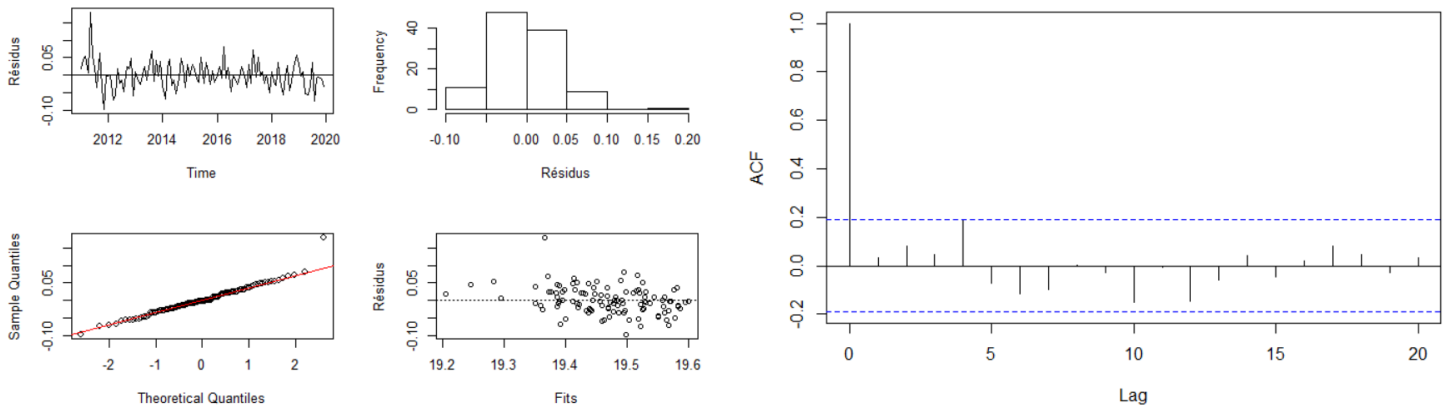 Résidus
0.05
-0.10
2012 2014 2016 2018 2020
Time
Frequency
40
20
0
-0.10 0.00 0.05 0.10 0.15 0.20
Résidus
Sample Quantiles
0.05
-0.10
-2 -1 0 1 2
Theoretical Quantiles
Résidus
0.05
-0.10
19.2 19.3 19.4 19.5 19.6
Fits
ACF
1.0
0.8
0.6
0.4
0.2
0.0
-0.2
0 5 10 15 20
Lag